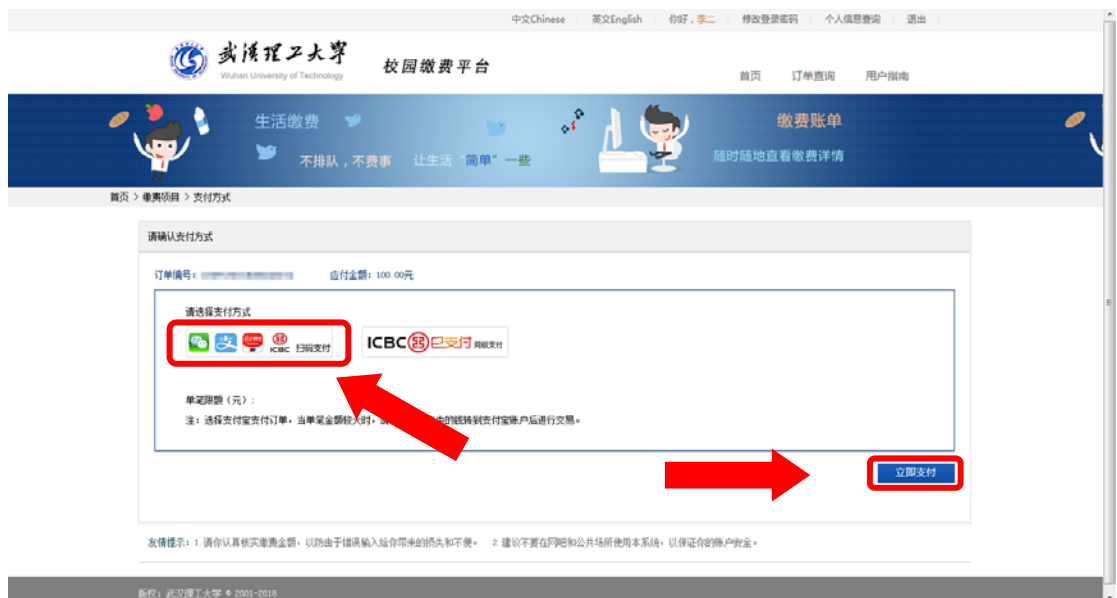 中文Chinese 英文English 你好，李二 修改登录密码 个人信息查询 退出
武汉理工大学
Wuhan University of Technology
校园缴费平台
首页 订单查询 用户指南
生活缴费
不排队，不费事 让生活“简单”一些
缴费账单
随时随地查看缴费详情
首页 > 缴费项目 > 支付方式
请确认支付方式
订单编号： 应付金额：100.00元
请选择支付方式
ICBC 扫码支付
ICBC e支付 网银支付
单笔限额（元）：
注：选择支付宝支付订单，当单笔金额较大时， 的钱转到支付宝账户后进行交易。
立即支付
友情提示：1.请你认真核实缴费金额，以防由于错误输入给你带来的损失和不便。 2.建议不要在网吧和公共场所使用本系统，以保证你的账户安全。
版权：武汉理工大学 © 2001-2018